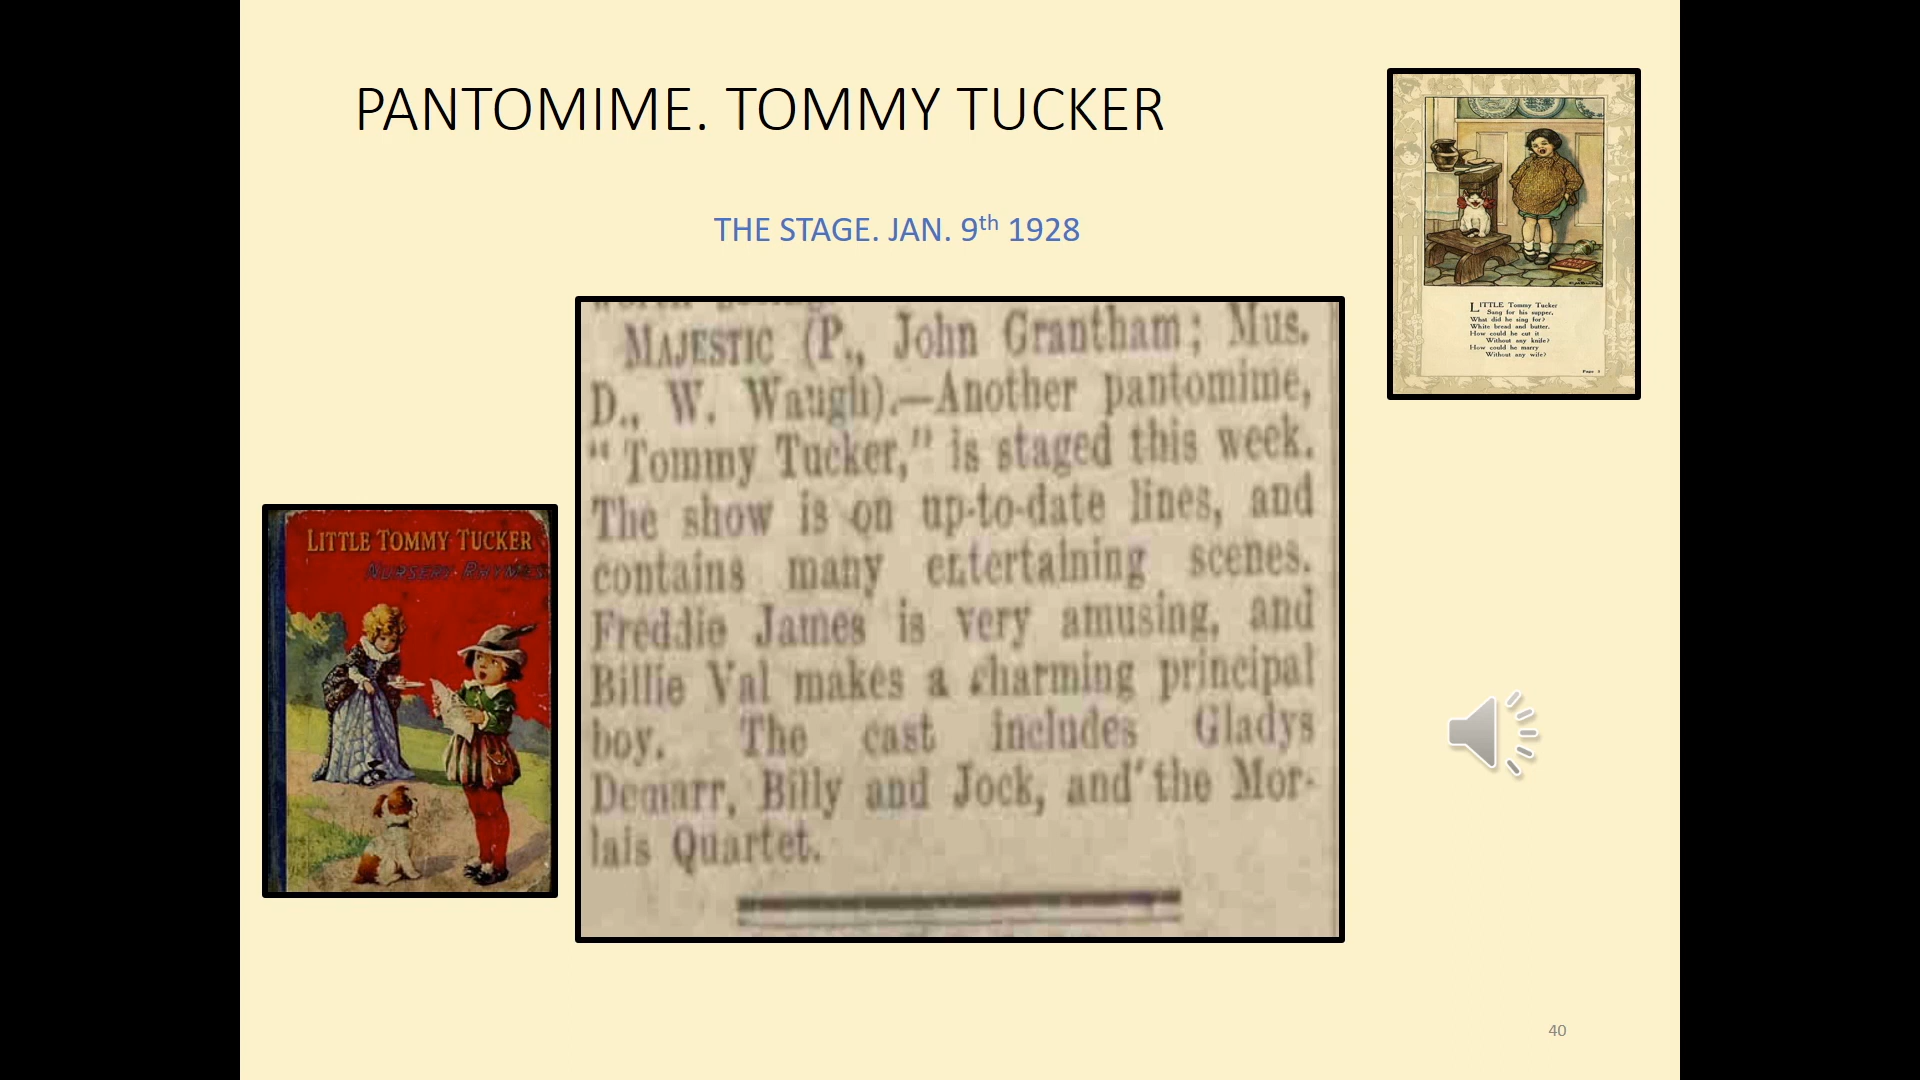 PANTOMIME. TOMMY TUCKER
THE STAGE. JAN. 9th 1928
MAJESTIC (P., John Grantham; Mus.
D., W. Waugh).—Another pantomime,
"Tommy Tucker," is staged this week.
The show is on up-to-date lines, and
contains many entertaining scenes.
Freddie James is very amusing, and
Billie Val makes a charming principal
boy. The cast includes Gladys
Demarr, Billy and Jock, and the Mor-
lais Quartet.
LITTLE TOMMY TUCKER
NURSERY RHYMES
LITTLE Tommy Tucker
Sang for his supper,
What did he sing for?
White bread and butter.
How could he cut it
Without any knife?
How could he marry
Without any wife?
40